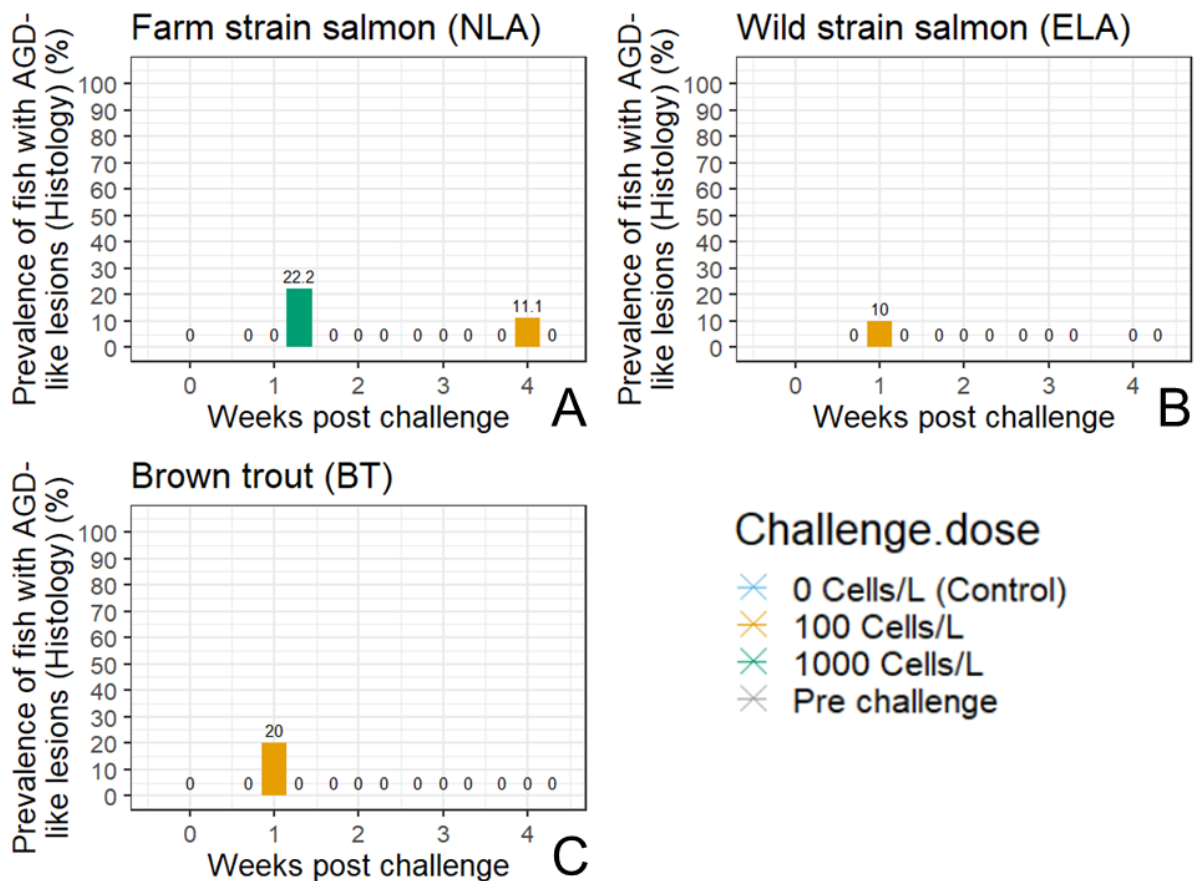 Farm strain salmon (NLA)
Prevalence of fish with AGD-
like lesions (Histology) (%)
100
90
80
70
60
50
40
30
20
10
0
22.2
11.1
0 0 0 0 0 0 0 0 0 0 0
0 1 2 3 4
Weeks post challenge
A
Wild strain salmon (ELA)
Prevalence of fish with AGD-
like lesions (Histology) (%)
100
90
80
70
60
50
40
30
20
10
0
10
0 0 0 0 0 0 0 0 0 0
0 1 2 3 4
Weeks post challenge
B
Brown trout (BT)
Prevalence of fish with AGD-
like lesions (Histology) (%)
100
90
80
70
60
50
40
30
20
10
0
20
0 0 0 0 0 0 0 0 0 0 0 0
0 1 2 3 4
Weeks post challenge
C
Challenge.dose
0 Cells/L (Control)
100 Cells/L
1000 Cells/L
Pre challenge